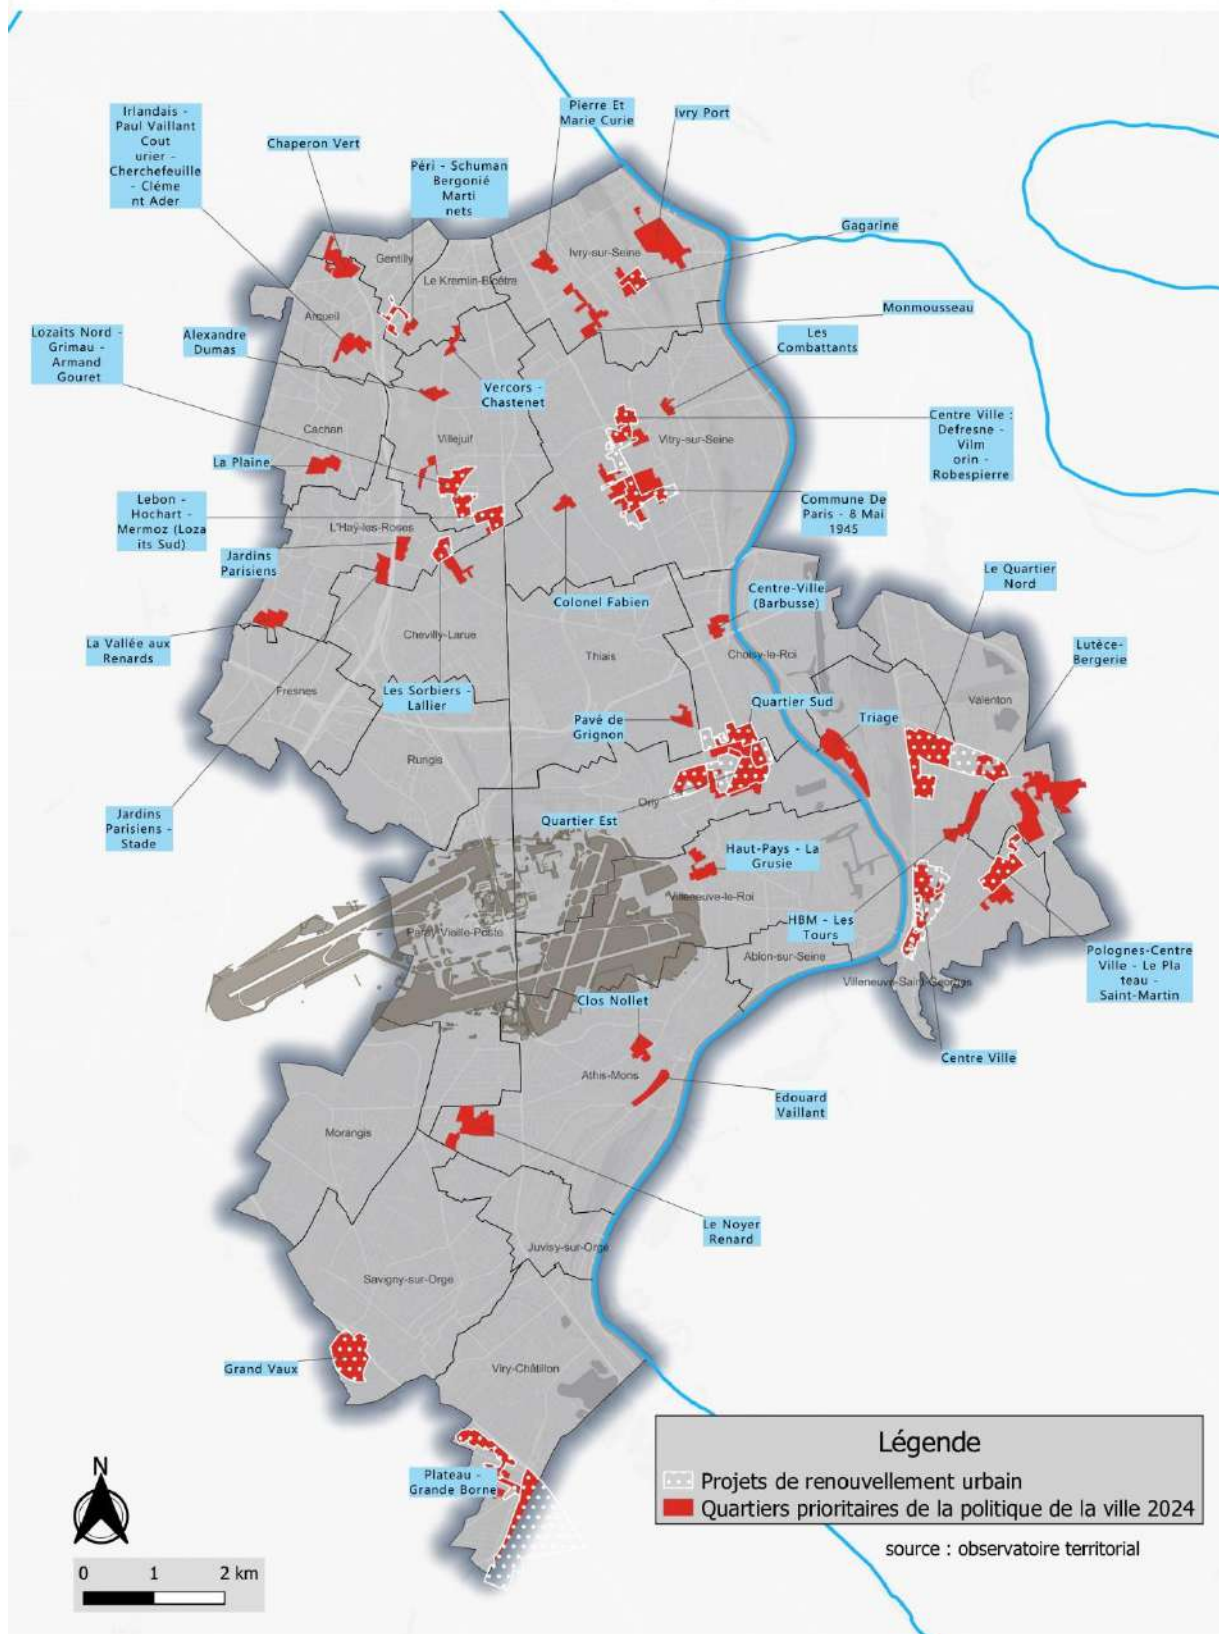 Irlandais -
Paul Vaillant
Cout
urier -
Cherchefeuille
- Cléme
nt Ader
Chaperon Vert
Péri - Schuman
Bergonié
Marti
nets
Pierre Et
Marie Curie
Ivry Port
Gagarine
Gentilly
Ivry-sur-Seine
Le Kremlin-Bicêtre
Arcueil
Monmousseau
Lozaits Nord -
Grimau -
Armand
Gouret
Alexandre
Dumas
Les
Combattants
Vercors -
Chastenet
Centre Ville :
Defresne -
Vilm
orin -
Robespierre
Cachan
Villejuif
Vitry-sur-Seine
La Plaine
Lebon -
Hochart -
Mermoz (Loza
its Sud)
Commune De
Paris - 8 Mai
1945
L'Haÿ-les-Roses
Jardins
Parisiens
Le Quartier
Nord
Colonel Fabien
Centre-Ville
(Barbusse)
La Vallée aux
Renards
Chevilly-Larue
Thiais
Choisy-le-Roi
Lutèce-
Bergerie
Fresnes
Les Sorbiers -
Lallier
Quartier Sud
Triage
Valenton
Pavé de
Grignon
Rungis
Orly
Jardins
Parisiens -
Stade
Quartier Est
Haut-Pays - La
Grusie
Villeneuve-le-Roi
HBM - Les
Tours
Paray-Vieille-Poste
Ablon-sur-Seine
Polognes-Centre
Ville - Le Pla
teau -
Saint-Martin
Villeneuve-Saint-Georges
Clos Nollet
Centre Ville
Athis-Mons
Edouard
Vaillant
Morangis
Le Noyer
Renard
Juvisy-sur-Orge
Savigny-sur-Orge
Grand Vaux
Viry-Châtillon
Plateau -
Grande Borne
Légende
Projets de renouvellement urbain
Quartiers prioritaires de la politique de la ville 2024
source : observatoire territorial
N
0 1 2 km